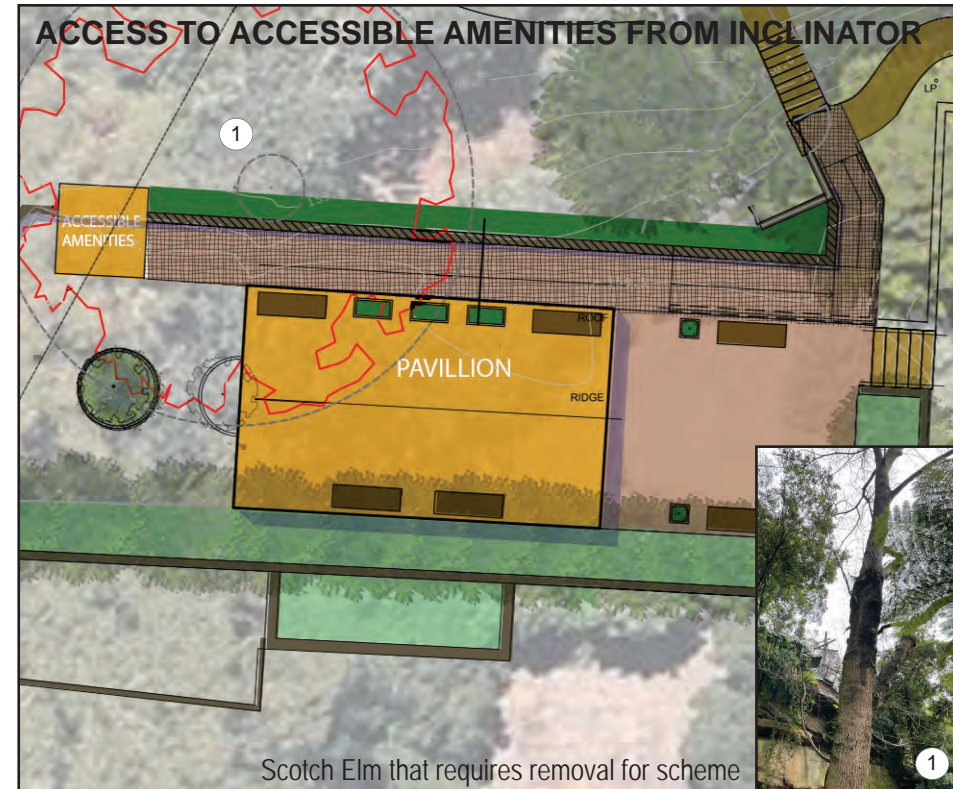 ACCESS TO ACCESSIBLE AMENITIES FROM INCLINATOR
LP
1
ACCESSIBLE
AMENITIES
ROOF
PAVILLION
RIDGE
Scotch Elm that requires removal for scheme
1